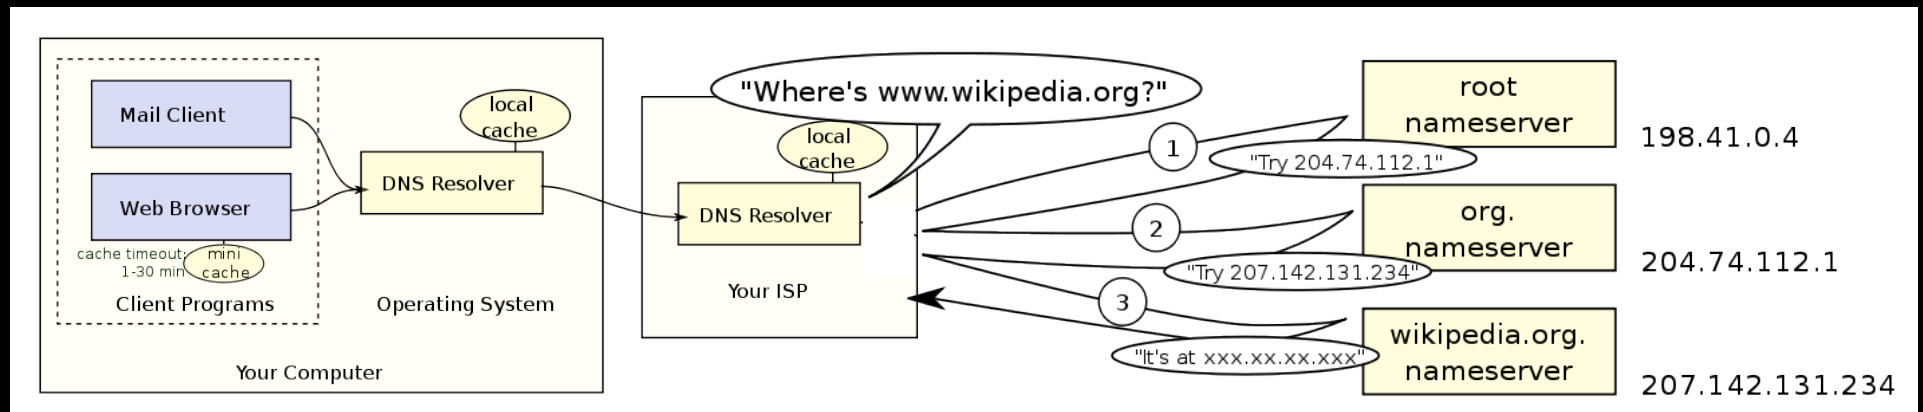 Mail Client
Web Browser
cache timeout:
1-30 min
mini
cache
Client Programs
local
cache
DNS Resolver
Operating System
Your Computer
"Where's www.wikipedia.org?"
local
cache
DNS Resolver
Your ISP
1
"Try 204.74.112.1"
2
"Try 207.142.131.234"
3
"It's at xxx.xx.xx.xxx"
root
nameserver
198.41.0.4
org.
nameserver
204.74.112.1
wikipedia.org.
nameserver
207.142.131.234